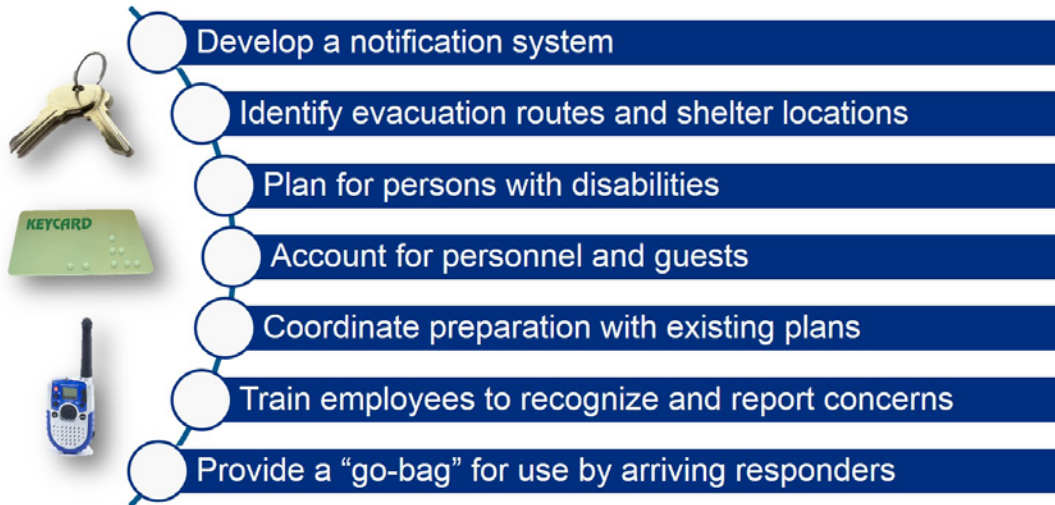 Develop a notification system
Identify evacuation routes and shelter locations
Plan for persons with disabilities
KEYCARD
Account for personnel and guests
Coordinate preparation with existing plans
Train employees to recognize and report concerns
Provide a “go-bag” for use by arriving responders